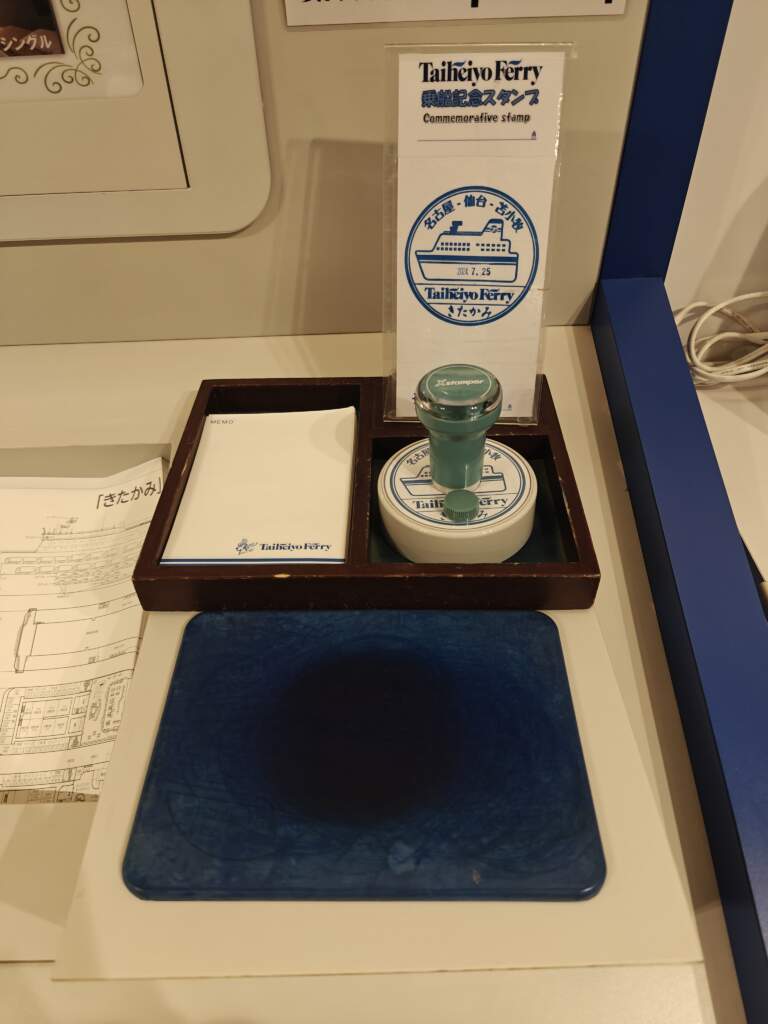 シングル
Taiheiyo Ferry
乗船記念スタンプ
Commemorative stamp
名古屋-仙台-苫小牧
2024.7.25
Taiheiyo Ferry
きたかみ
Xstamper
MEMO
Taiheiyo Ferry
「きたかみ」